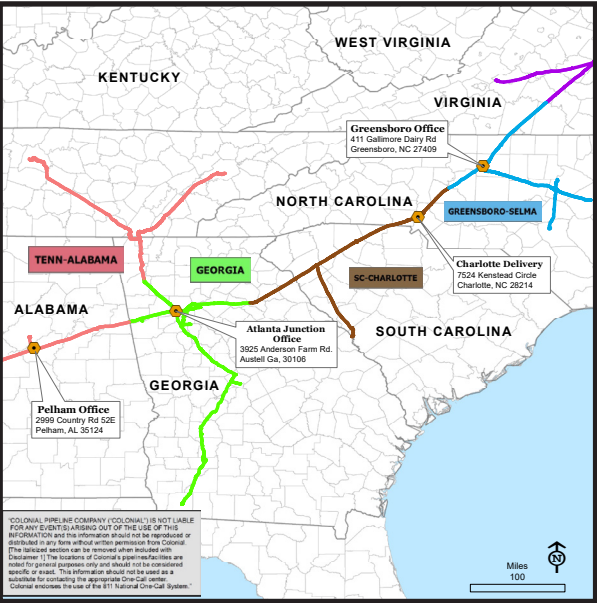 WEST VIRGINIA
KENTUCKY
VIRGINIA
Greensboro Office
411 Gallimore Dairy Rd
Greensboro, NC 27409
NORTH CAROLINA
GREENSBORO-SELMA
TENN-ALABAMA
GEORGIA
SC-CHARLOTTE
Charlotte Delivery
7524 Kenstead Circle
Charlotte, NC 28214
ALABAMA
Atlanta Junction
Office
3925 Anderson Farm Rd.
Austell Ga, 30106
SOUTH CAROLINA
GEORGIA
Pelham Office
2999 Country Rd 52E
Pelham, AL 35124
"COLONIAL PIPELINE COMPANY ("COLONIAL") IS NOT LIABLE
FOR ANY EVENT(S) ARISING OUT OF THE USE OF THIS
INFORMATION and this information should not be reproduced or
distributed in any form without written permission from Colonial.
[The italicized section can be removed when included with
Disclaimer 1] The locations of Colonial's pipelines/facilities are
noted for general purposes only and should not be considered
specific or exact. This information should not be used as a
substitute for contacting the appropriate One-Call center.
Colonial endorses the use of the 811 National One-Call System."
N
Miles
100